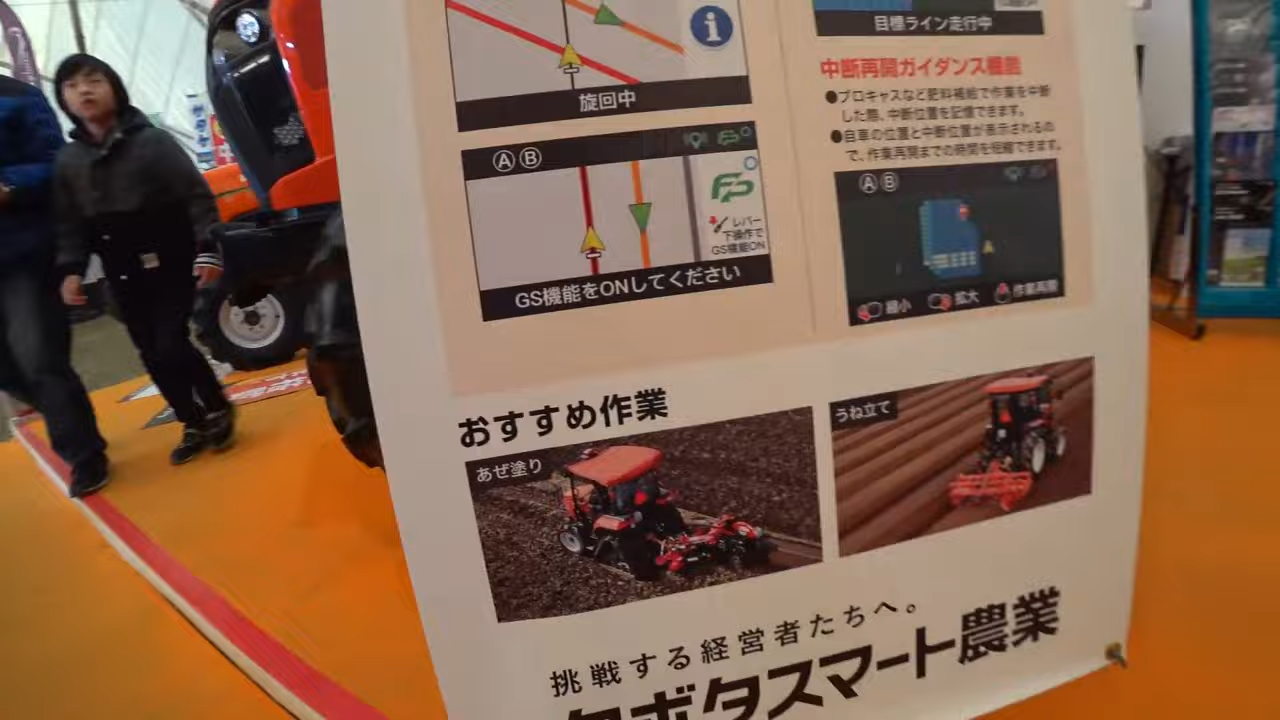 旋回中
ⒶⒷ
レバー
下操作で
GS機能ON
GS機能をONしてください
目標ライン走行中
中断再開ガイダンス機能
●ブロキャスなど肥料補給で作業を中断
した際、中断位置を記憶できます。
●自車の位置と中断位置が表示されるの
で、作業再開までの時間を短縮できます。
ⒶⒷ
縮小
拡大
作業再開
おすすめ作業
あぜ塗り
うね立て
挑戦する経営者たちへ。
クボタスマート農業